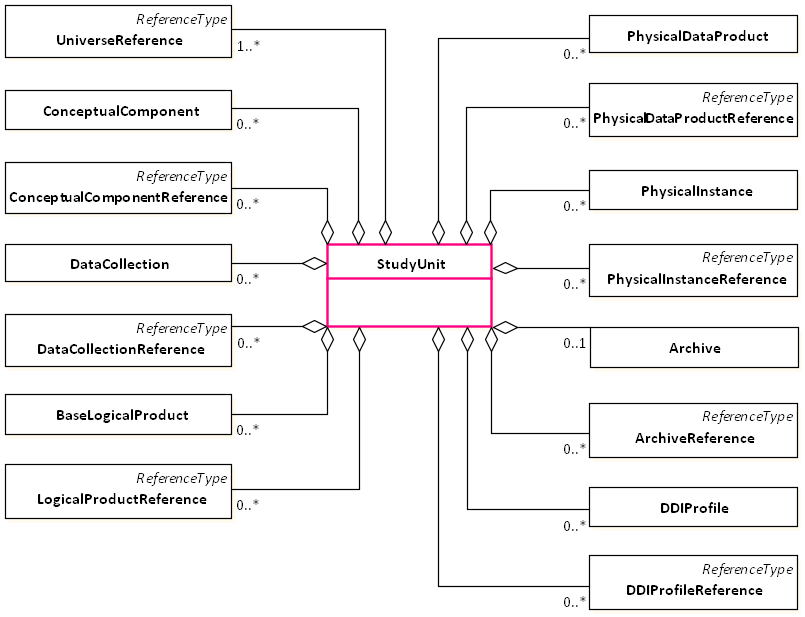 ReferenceType
UniverseReference
1..*
ConceptualComponent
0..*
ReferenceType
ConceptualComponentReference
0..*
DataCollection
0..*
ReferenceType
DataCollectionReference
0..*
BaseLogicalProduct
0..*
ReferenceType
LogicalProductReference
0..*
StudyUnit
PhysicalDataProduct
0..*
ReferenceType
PhysicalDataProductReference
0..*
PhysicalInstance
0..*
ReferenceType
PhysicalInstanceReference
0..*
Archive
0..1
ReferenceType
ArchiveReference
0..*
DDIProfile
0..*
ReferenceType
DDIProfileReference
0..*